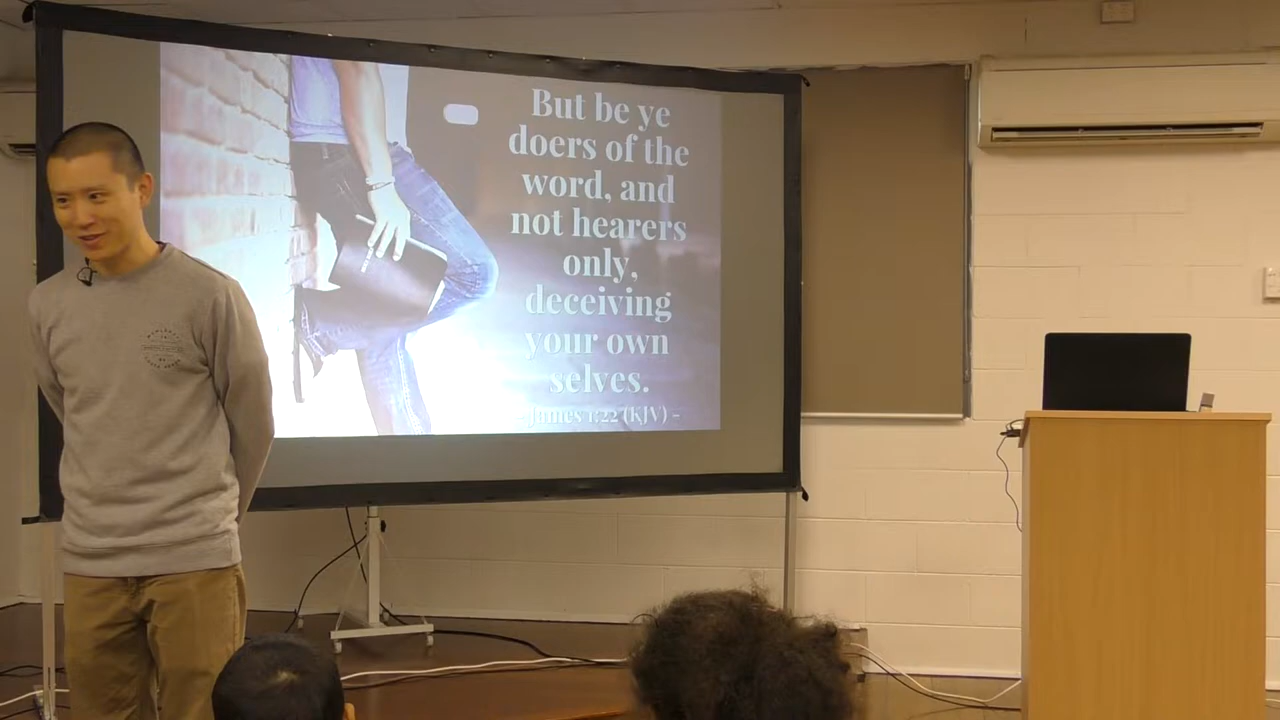 But be ye
doers of the
word, and
not hearers
only,
deceiving
your own
selves.
- James 1:22 (KJV) -